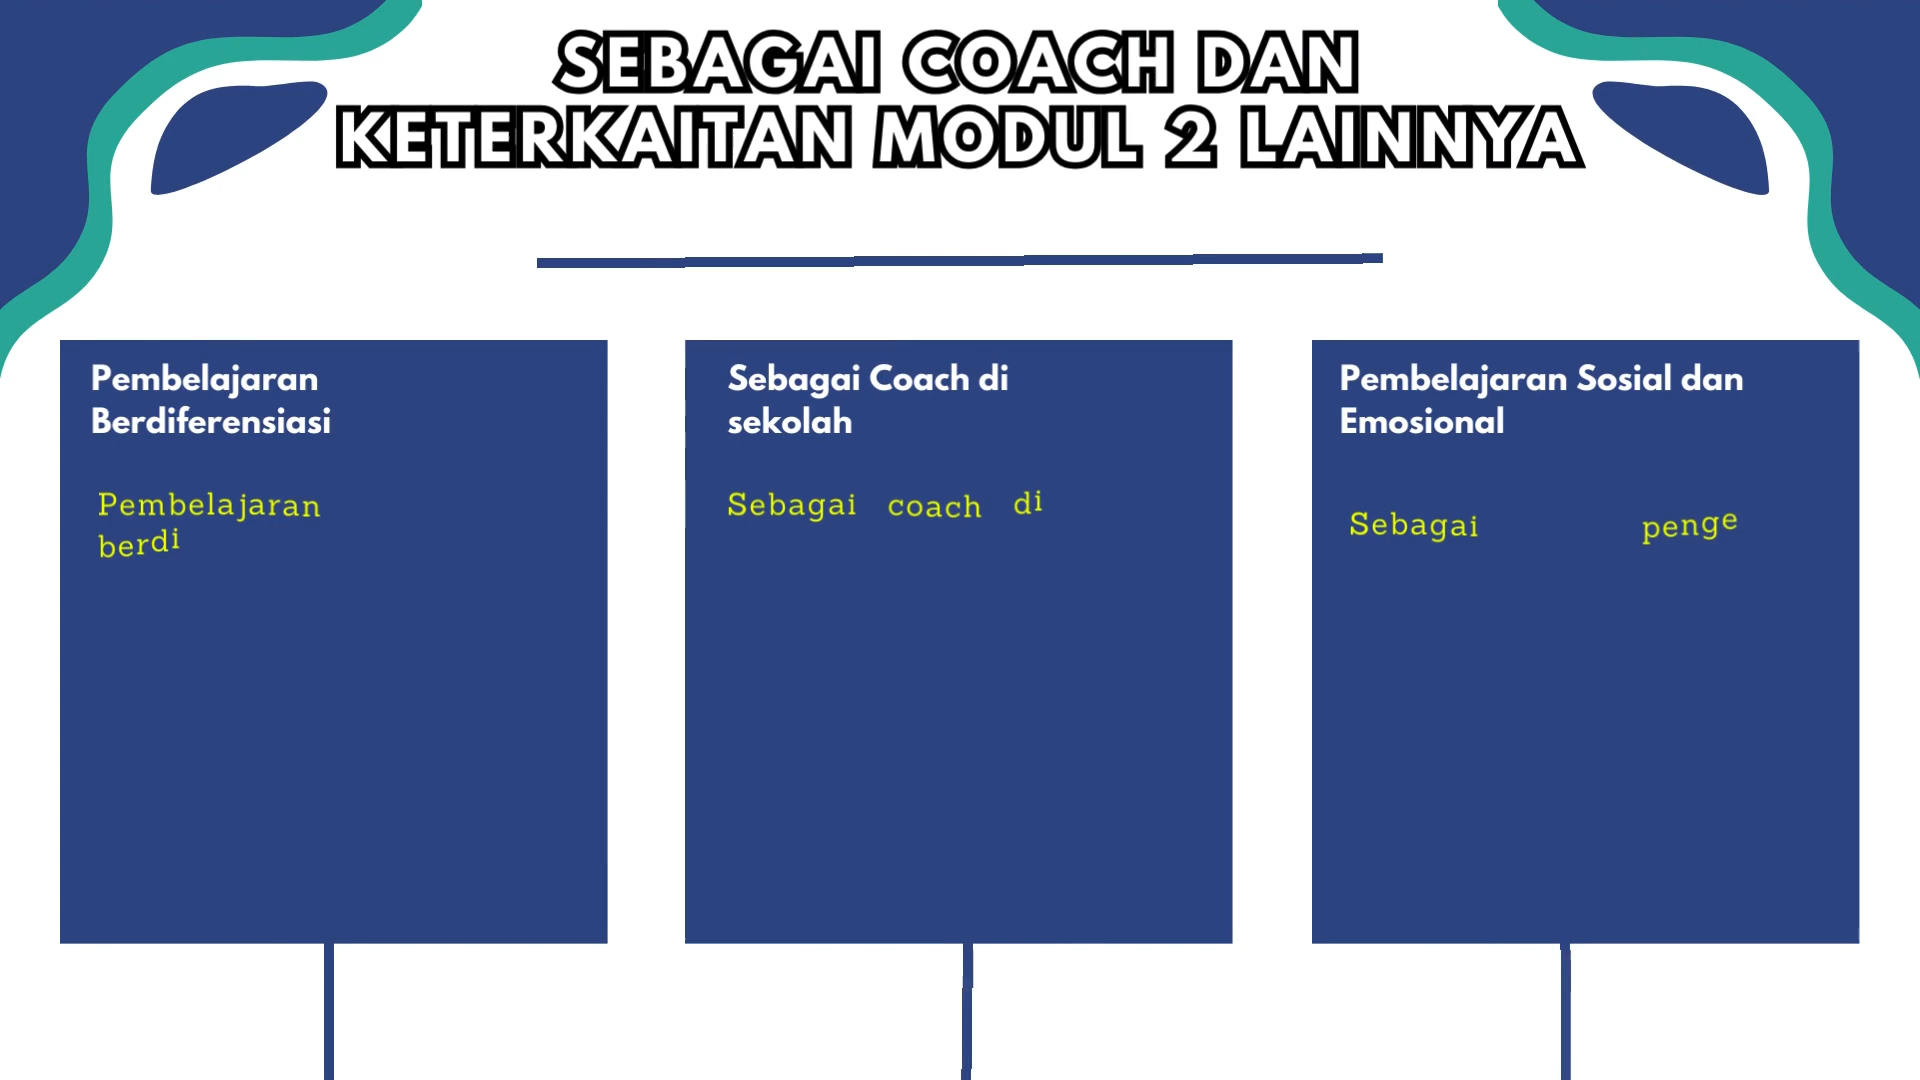 SEBAGAI COACH DAN
KETERKAITAN MODUL 2 LAINNYA
Pembelajaran
Berdiferensiasi
Pembelajaran
berdi
Sebagai Coach di
sekolah
Sebagai coach di
Pembelajaran Sosial dan
Emosional
Sebagai penge